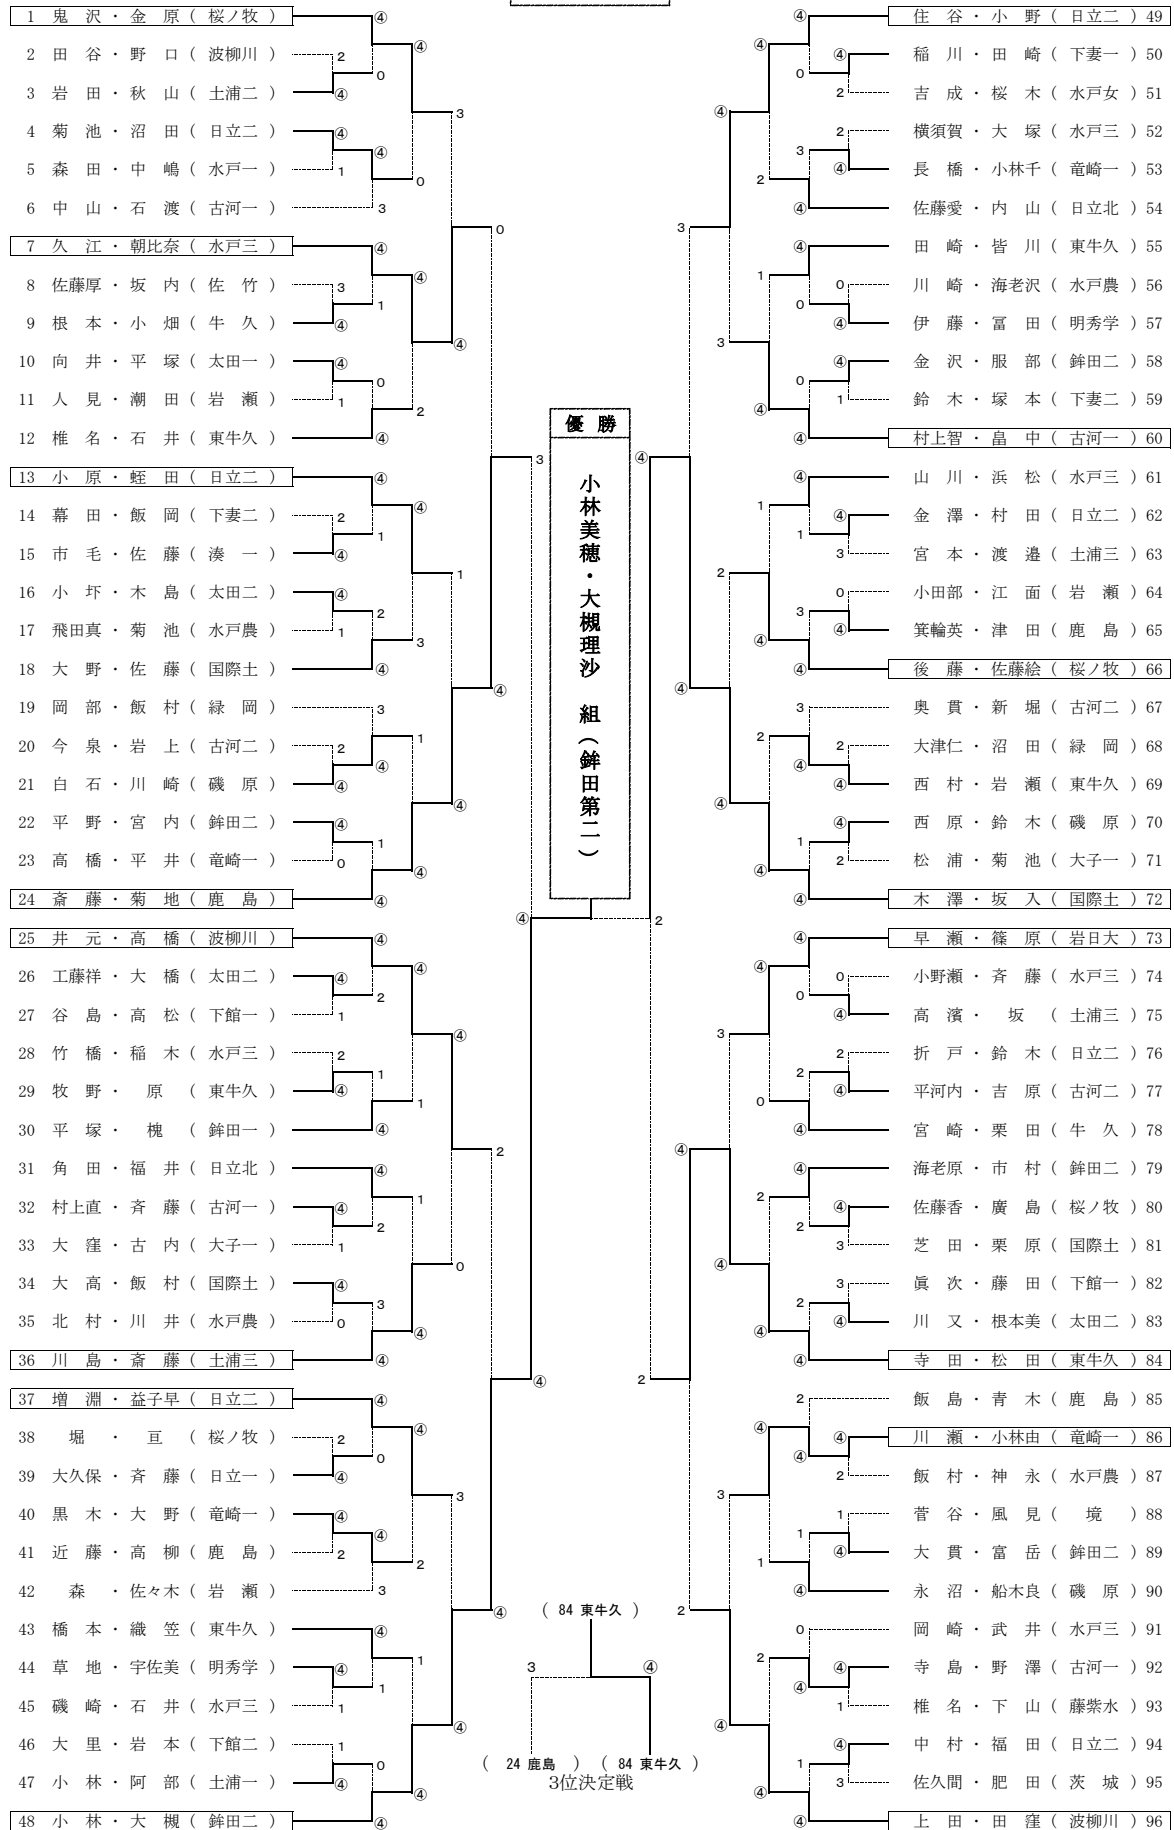 1 鬼 沢 ・ 金 原 ( 桜ノ牧 )
2 田 谷 ・ 野 口 ( 波柳川 )
3 岩 田 ・ 秋 山 ( 土浦二 )
4 菊 池 ・ 沼 田 ( 日立二 )
5 森 田 ・ 中 嶋 ( 水戸一 )
6 中 山 ・ 石 渡 ( 古河一 )
7 久 江 ・ 朝比奈 ( 水戸三 )
8 佐藤厚 ・ 坂 内 ( 佐 竹 )
9 根 本 ・ 小 畑 ( 牛 久 )
10 向 井 ・ 平 塚 ( 太田一 )
11 人 見 ・ 潮 田 ( 岩 瀬 )
12 椎 名 ・ 石 井 ( 東牛久 )
13 小 原 ・ 蛭 田 ( 日立二 )
14 幕 田 ・ 飯 岡 ( 下妻二 )
15 市 毛 ・ 佐 藤 ( 湊 一 )
16 小 圷 ・ 木 島 ( 太田二 )
17 飛田真 ・ 菊 池 ( 水戸農 )
18 大 野 ・ 佐 藤 ( 国際土 )
19 岡 部 ・ 飯 村 ( 緑 岡 )
20 今 泉 ・ 岩 上 ( 古河二 )
21 白 石 ・ 川 崎 ( 磯 原 )
22 平 野 ・ 宮 内 ( 鉾田二 )
23 高 橋 ・ 平 井 ( 竜崎一 )
24 斎 藤 ・ 菊 地 ( 鹿 島 )
25 井 元 ・ 高 橋 ( 波柳川 )
26 工藤祥 ・ 大 橋 ( 太田二 )
27 谷 島 ・ 高 松 ( 下館一 )
28 竹 橋 ・ 稲 木 ( 水戸三 )
29 牧 野 ・ 原 ( 東牛久 )
30 平 塚 ・ 槐 ( 鉾田一 )
31 角 田 ・ 福 井 ( 日立北 )
32 村上直 ・ 斉 藤 ( 古河一 )
33 大 窪 ・ 古 内 ( 大子一 )
34 大 高 ・ 飯 村 ( 国際土 )
35 北 村 ・ 川 井 ( 水戸農 )
36 川 島 ・ 斎 藤 ( 土浦三 )
37 増 淵 ・ 益子早 ( 日立二 )
38 堀 ・ 亘 ( 桜ノ牧 )
39 大久保 ・ 斉 藤 ( 日立一 )
40 黒 木 ・ 大 野 ( 竜崎一 )
41 近 藤 ・ 高 柳 ( 鹿 島 )
42 森 ・ 佐々木 ( 岩 瀬 )
43 橋 本 ・ 織 笠 ( 東牛久 )
44 草 地 ・ 宇佐美 ( 明秀学 )
45 磯 崎 ・ 石 井 ( 水戸三 )
46 大 里 ・ 岩 本 ( 下館二 )
47 小 林 ・ 阿 部 ( 土浦一 )
48 小 林 ・ 大 槻 ( 鉾田二 )
優 勝
小林美穂・大槻理沙 組（鉾田第二）
( 84 東牛久 )
3 ④
( 24 鹿島 ) ( 84 東牛久 )
3位決定戦
住 谷 ・ 小 野 ( 日立二 ) 49
稲 川 ・ 田 崎 ( 下妻一 ) 50
吉 成 ・ 桜 木 ( 水戸女 ) 51
横須賀 ・ 大 塚 ( 水戸三 ) 52
長 橋 ・ 小林千 ( 竜崎一 ) 53
佐藤愛 ・ 内 山 ( 日立北 ) 54
田 崎 ・ 皆 川 ( 東牛久 ) 55
川 崎 ・ 海老沢 ( 水戸農 ) 56
伊 藤 ・ 冨 田 ( 明秀学 ) 57
金 沢 ・ 服 部 ( 鉾田二 ) 58
鈴 木 ・ 塚 本 ( 下妻二 ) 59
村上智 ・ 畠 中 ( 古河一 ) 60
山 川 ・ 浜 松 ( 水戸三 ) 61
金 澤 ・ 村 田 ( 日立二 ) 62
宮 本 ・ 渡 邉 ( 土浦三 ) 63
小田部 ・ 江 面 ( 岩 瀬 ) 64
箕輪英 ・ 津 田 ( 鹿 島 ) 65
後 藤 ・ 佐藤絵 ( 桜ノ牧 ) 66
奥 貫 ・ 新 堀 ( 古河二 ) 67
大津仁 ・ 沼 田 ( 緑 岡 ) 68
西 村 ・ 岩 瀬 ( 東牛久 ) 69
西 原 ・ 鈴 木 ( 磯 原 ) 70
松 浦 ・ 菊 池 ( 大子一 ) 71
木 澤 ・ 坂 入 ( 国際土 ) 72
早 瀬 ・ 篠 原 ( 岩日大 ) 73
小野瀬 ・ 斉 藤 ( 水戸三 ) 74
高 濱 ・ 坂 ( 土浦三 ) 75
折 戸 ・ 鈴 木 ( 日立二 ) 76
平河内 ・ 吉 原 ( 古河二 ) 77
宮 崎 ・ 栗 田 ( 牛 久 ) 78
海老原 ・ 市 村 ( 鉾田二 ) 79
佐藤香 ・ 廣 島 ( 桜ノ牧 ) 80
芝 田 ・ 栗 原 ( 国際土 ) 81
眞 次 ・ 藤 田 ( 下館一 ) 82
川 又 ・ 根本美 ( 太田二 ) 83
寺 田 ・ 松 田 ( 東牛久 ) 84
飯 島 ・ 青 木 ( 鹿 島 ) 85
川 瀬 ・ 小林由 ( 竜崎一 ) 86
飯 村 ・ 神 永 ( 水戸農 ) 87
菅 谷 ・ 風 見 ( 境 ) 88
大 貫 ・ 富 岳 ( 鉾田二 ) 89
永 沼 ・ 船木良 ( 磯 原 ) 90
岡 崎 ・ 武 井 ( 水戸三 ) 91
寺 島 ・ 野 澤 ( 古河一 ) 92
椎 名 ・ 下 山 ( 藤紫水 ) 93
中 村 ・ 福 田 ( 日立二 ) 94
佐久間 ・ 肥 田 ( 茨 城 ) 95
上 田 ・ 田 窪 ( 波柳川 ) 96